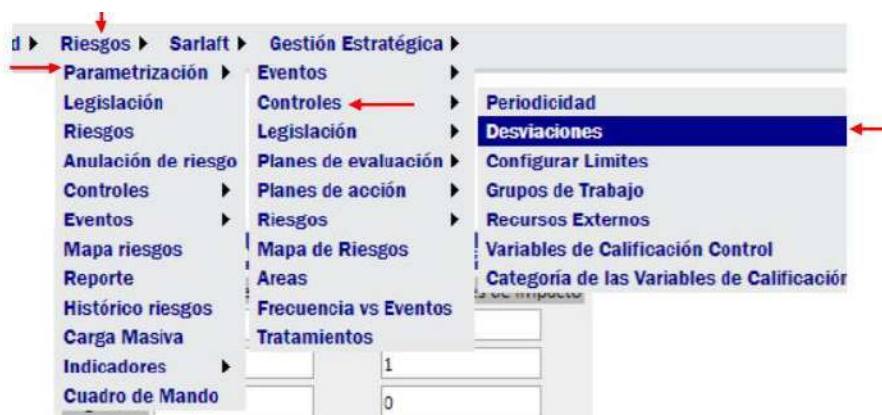 d Riesgos Sarlaft Gestión Estratégica
Parametrización
Legislación
Riesgos
Anulación de riesgo
Controles
Eventos
Mapa riesgos
Reporte
Histórico riesgos
Carga Masiva
Indicadores
Cuadro de Mando
Eventos
Controles
Legislación
Planes de evaluación
Planes de acción
Riesgos
Mapa de Riesgos
Areas
Frecuencia vs Eventos
Tratamientos
Periodicidad
Desviaciones
Configurar Limites
Grupos de Trabajo
Recursos Externos
Variables de Calificación Control
Categoría de las Variables de Calificación
de impacto
1
0